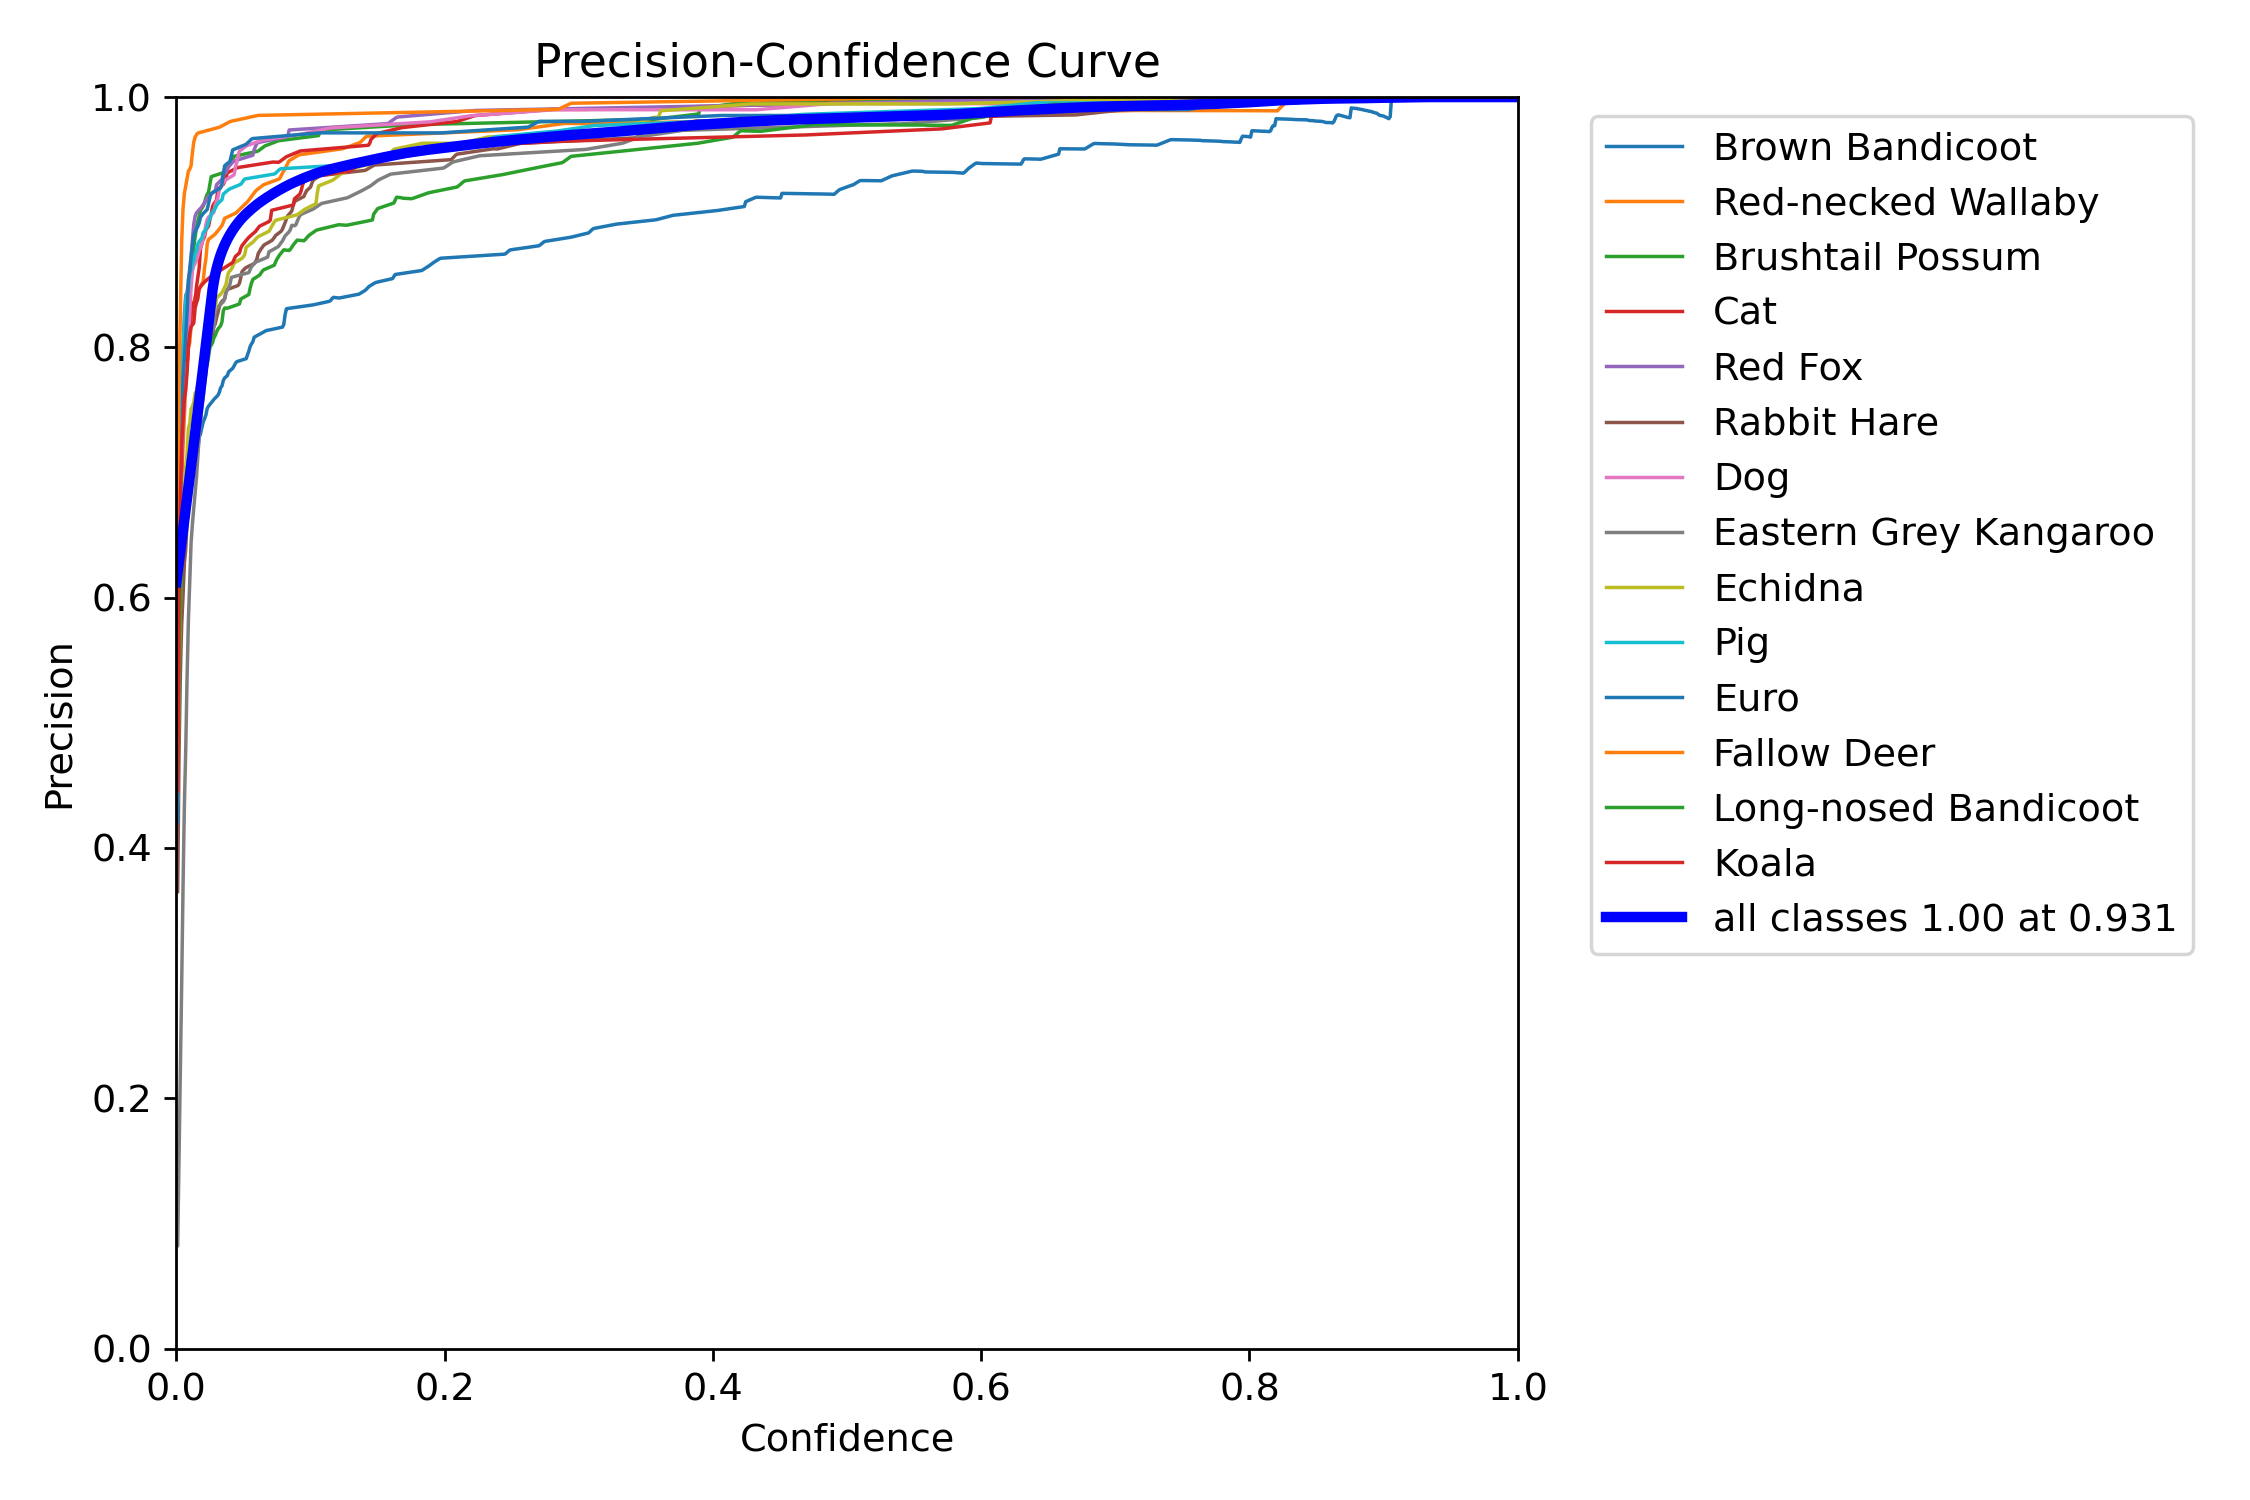 Precision-Confidence Curve
1.0
0.8
0.6
0.4
0.2
0.0
Precision
0.0 0.2 0.4 0.6 0.8 1.0
Confidence
Brown Bandicoot
Red-necked Wallaby
Brushtail Possum
Cat
Red Fox
Rabbit Hare
Dog
Eastern Grey Kangaroo
Echidna
Pig
Euro
Fallow Deer
Long-nosed Bandicoot
Koala
all classes 1.00 at 0.931